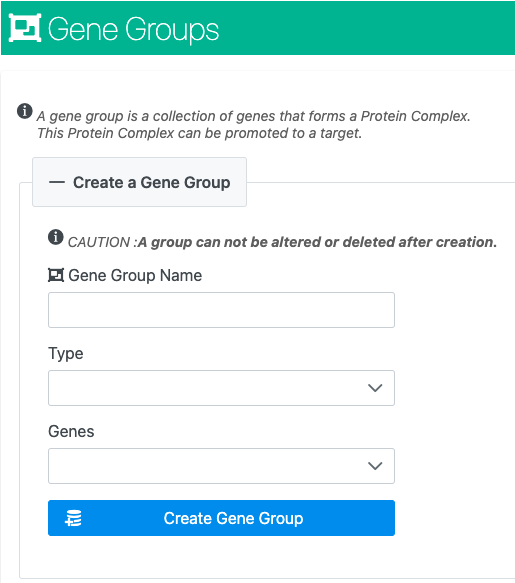 Gene Groups
A gene group is a collection of genes that forms a Protein Complex.
This Protein Complex can be promoted to a target.
Create a Gene Group
CAUTION :A group can not be altered or deleted after creation.
Gene Group Name
Type
Genes
Create Gene Group